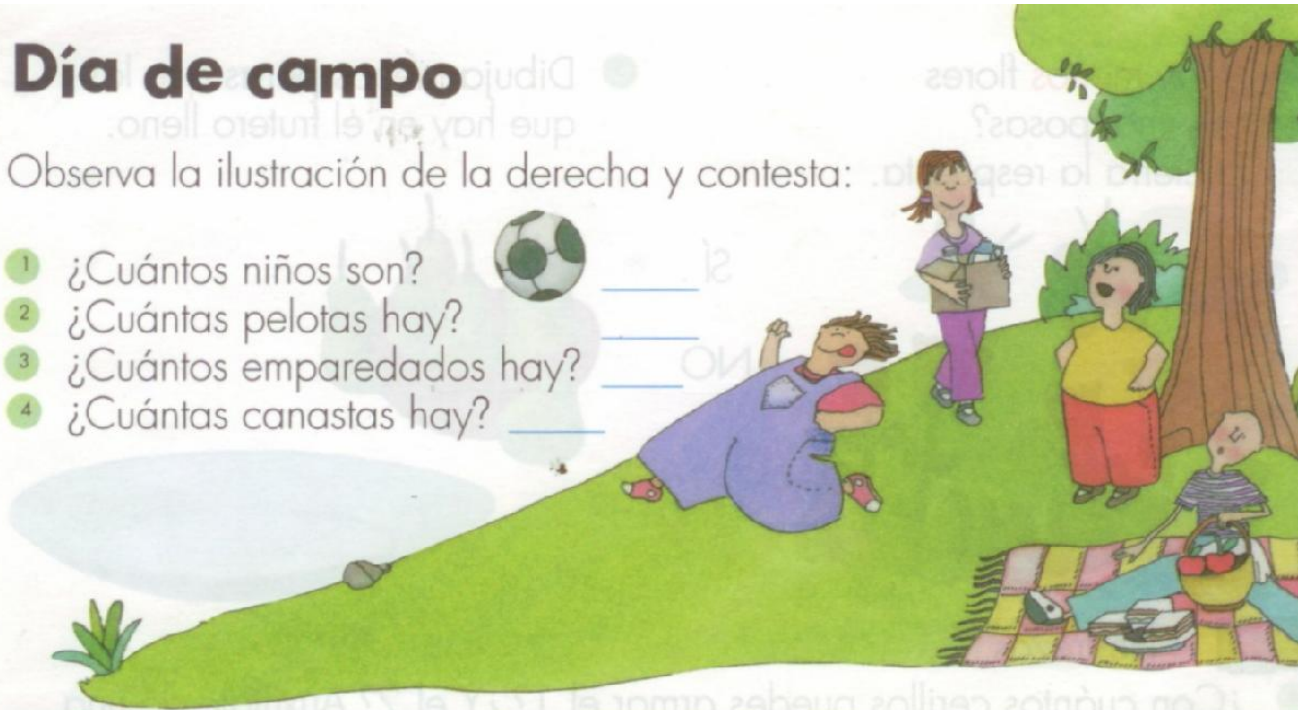 Día de campo
Observa la ilustración de la derecha y contesta:
1 ¿Cuántos niños son?
2 ¿Cuántas pelotas hay?
3 ¿Cuántos emparedados hay?
4 ¿Cuántas canastas hay?